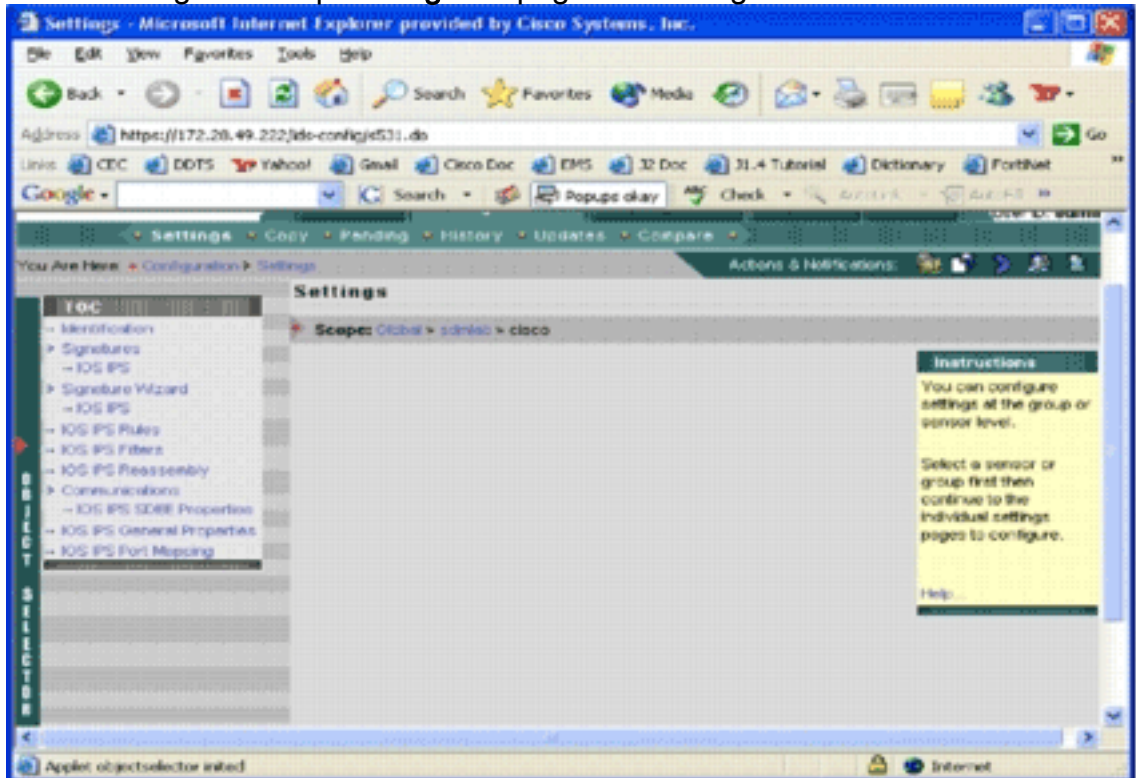 Settings - Microsoft Internet Explorer provided by Cisco Systems, Inc.
File Edit View Favorites Tools Help
Back Search Favorites Media
Address https://172.28.49.222/ids-config/s531.do Go
Links CEC DDTS Yahoo! Gmail Cisco Doc EMS 32 Doc 31.4 Tutorial Dictionary FortiNet
Google Search Popups okay Check
Settings Copy Pending History Updates Compare
You Are Here: Configuration > Settings Actions & Notifications:
Settings
TOC
Scope: Global > sdmlab > cisco
Identification
Signatures
IOS IPS
Signature Wizard
IOS IPS
IOS IPS Rules
IOS IPS Filters
IOS IPS Reassembly
Communications
IOS IPS SDEE Properties
IOS IPS General Properties
IOS IPS Port Mapping
OBJECT SELECTOR
Instructions
You can configure
settings at the group or
sensor level.
Select a sensor or
group first then
continue to the
individual settings
pages to configure.
Help...
Applet objectselector inited Internet